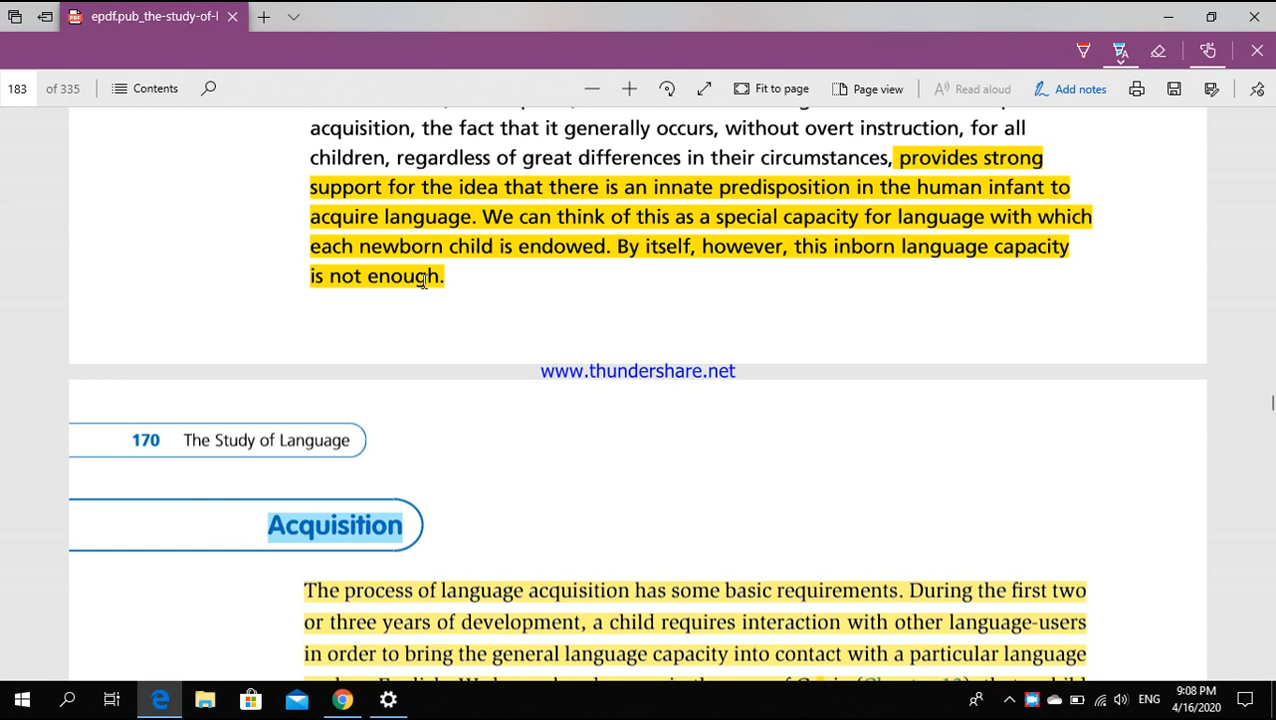 epdf.pub_the-study-of-l
183 of 335 Contents Fit to page Page view Read aloud Add notes
acquisition, the fact that it generally occurs, without overt instruction, for all
children, regardless of great differences in their circumstances, provides strong
support for the idea that there is an innate predisposition in the human infant to
acquire language. We can think of this as a special capacity for language with which
each newborn child is endowed. By itself, however, this inborn language capacity
is not enough.
www.thundershare.net
170 The Study of Language
Acquisition
The process of language acquisition has some basic requirements. During the first two
or three years of development, a child requires interaction with other language-users
in order to bring the general language capacity into contact with a particular language
ENG
9:08 PM
4/16/2020